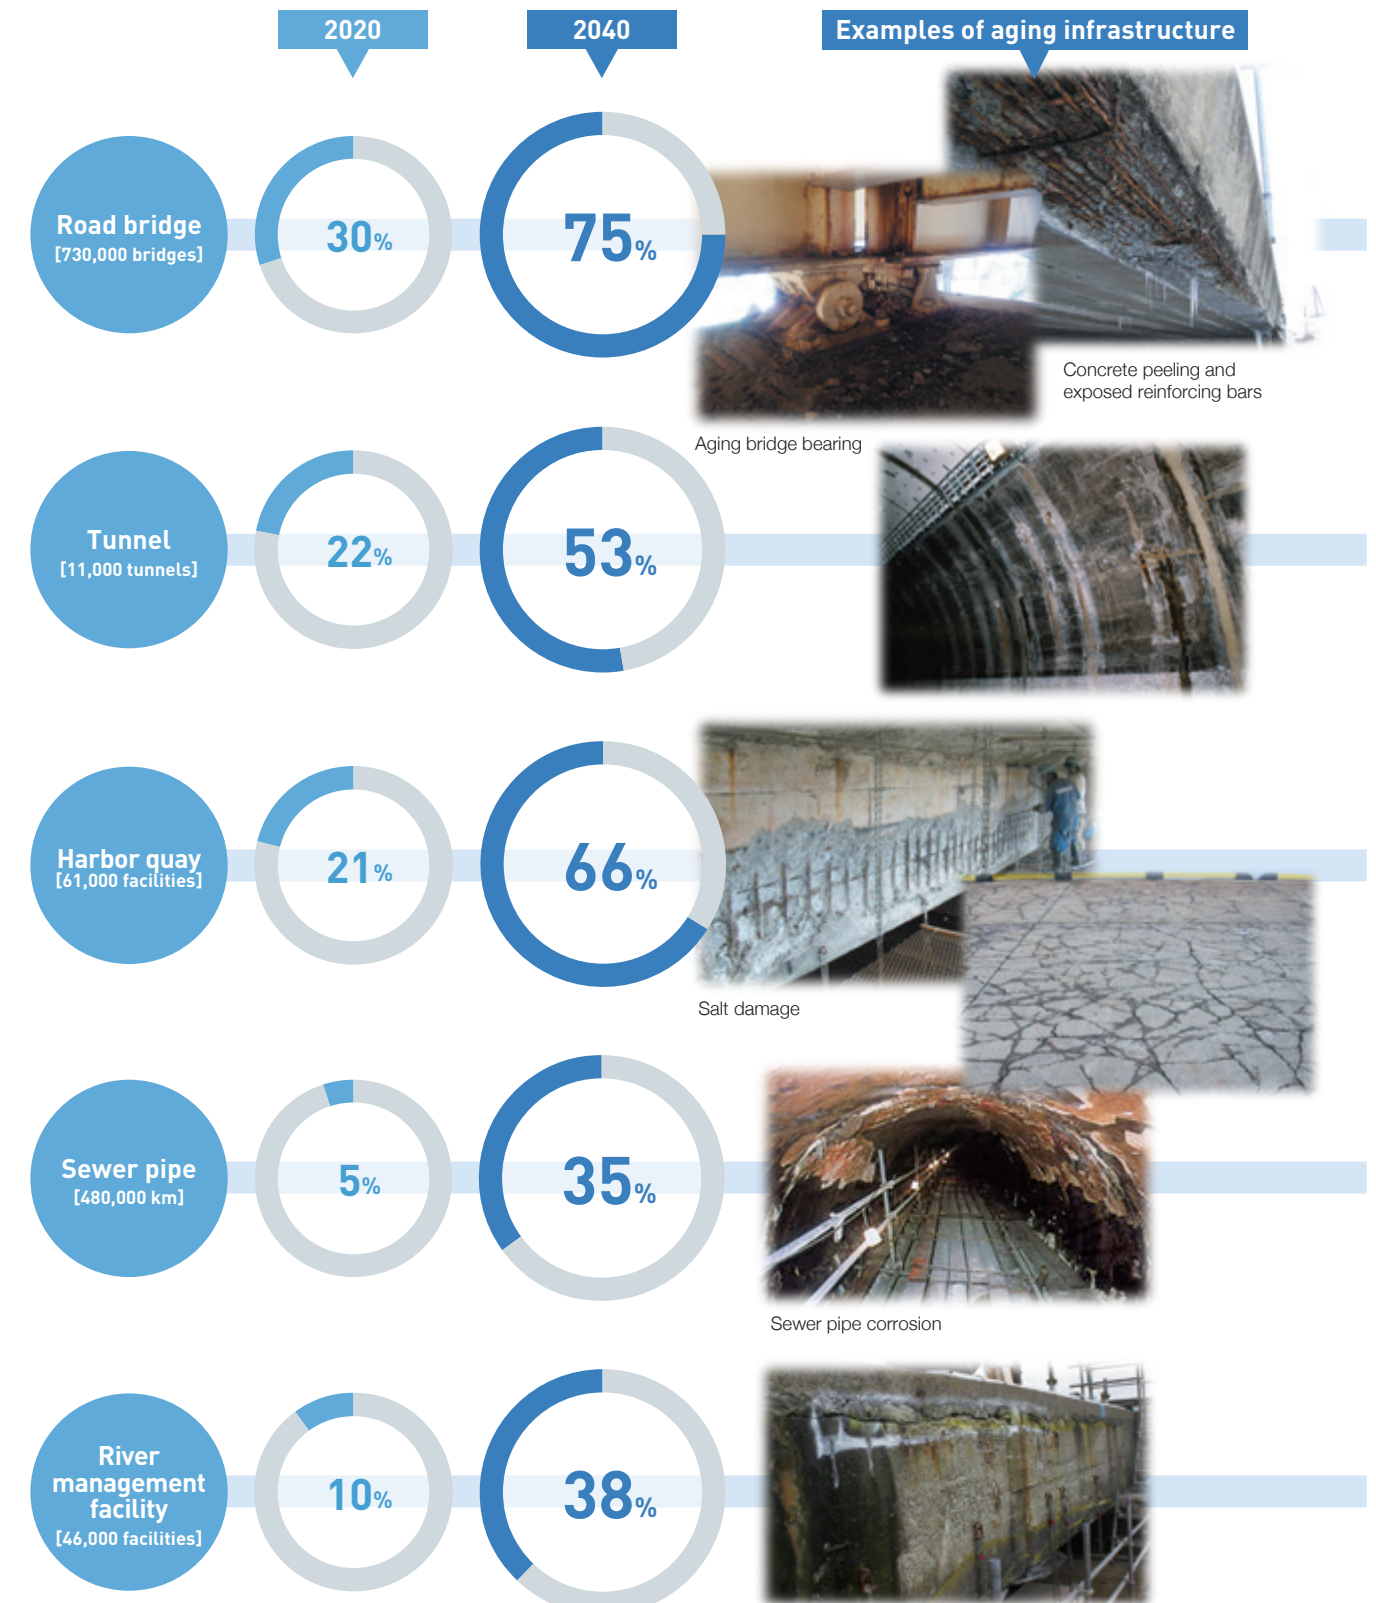 2020
2040
Examples of aging infrastructure
Road bridge
[730,000 bridges]
30%
75%
Concrete peeling and
exposed reinforcing bars
Aging bridge bearing
Tunnel
[11,000 tunnels]
22%
53%
Harbor quay
[61,000 facilities]
21%
66%
Salt damage
Sewer pipe
[480,000 km]
5%
35%
Sewer pipe corrosion
River
management
facility
[46,000 facilities]
10%
38%